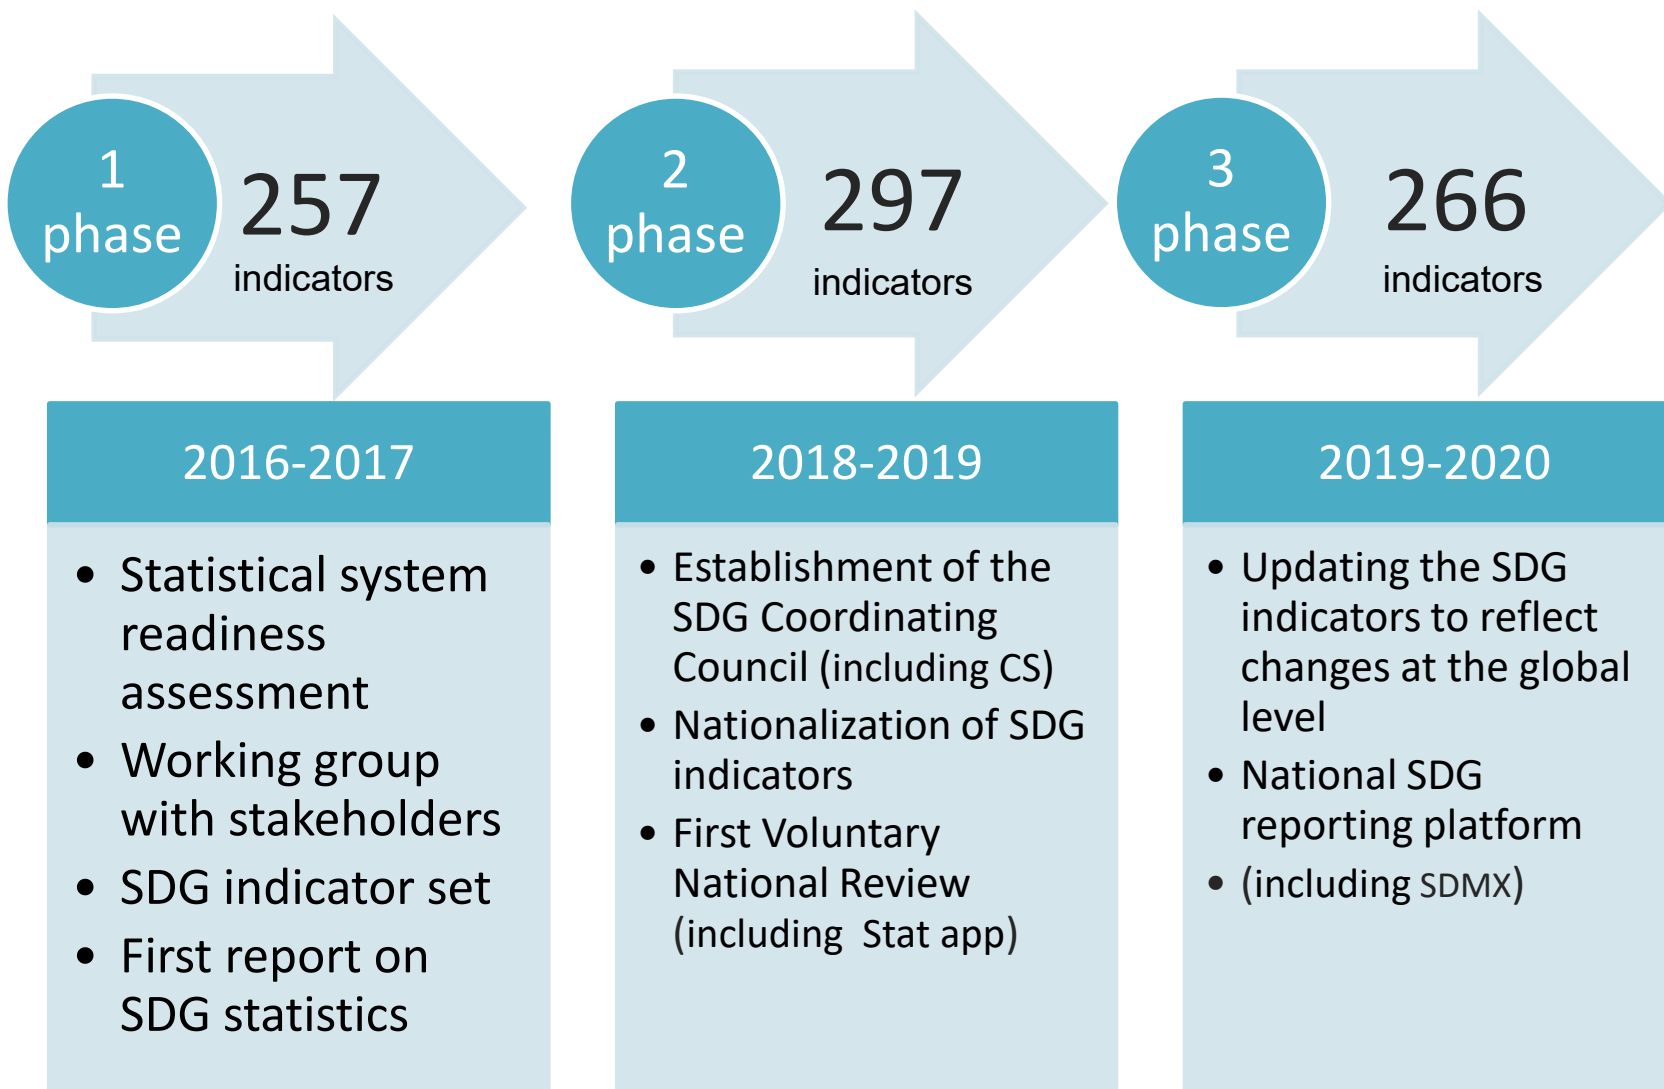 1
phase
257
indicators
2
phase
297
indicators
3
phase
266
indicators
2016-2017
• Statistical system
readiness
assessment
• Working group
with stakeholders
• SDG indicator set
• First report on
SDG statistics
2018-2019
• Establishment of the
SDG Coordinating
Council (including CS)
• Nationalization of SDG
indicators
• First Voluntary
National Review
(including  Stat app)
2019-2020
• Updating the SDG
indicators to reflect
changes at the global
level
• National SDG
reporting platform
• (including SDMX)